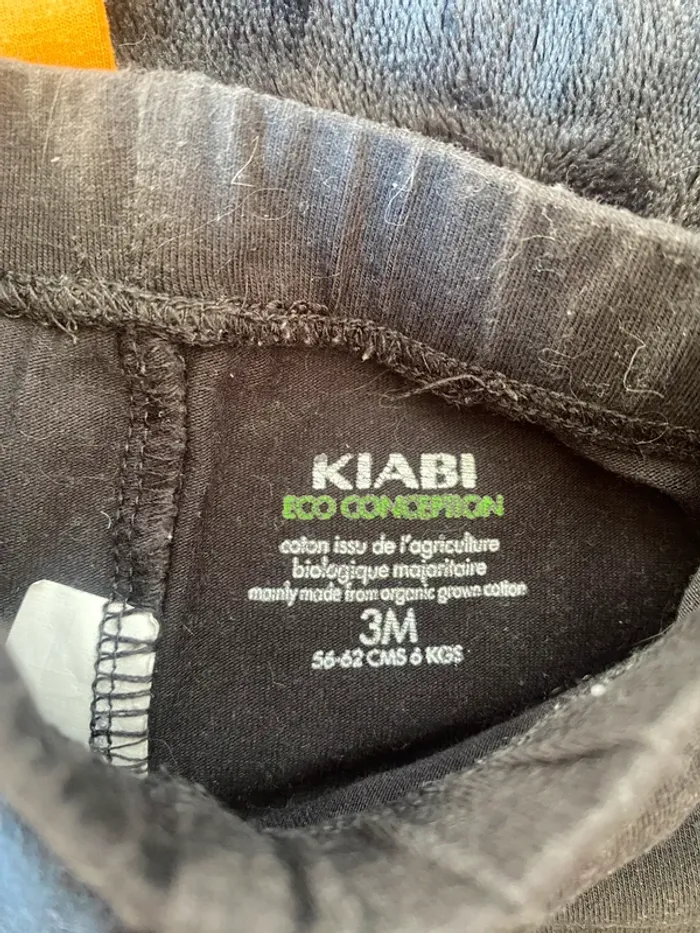 KIABI
ECO CONCEPTION
coton issu de l'agriculture
biologique majoritaire
mainly made from organic grown cotton
3M
56-62 CMS 6 KGS